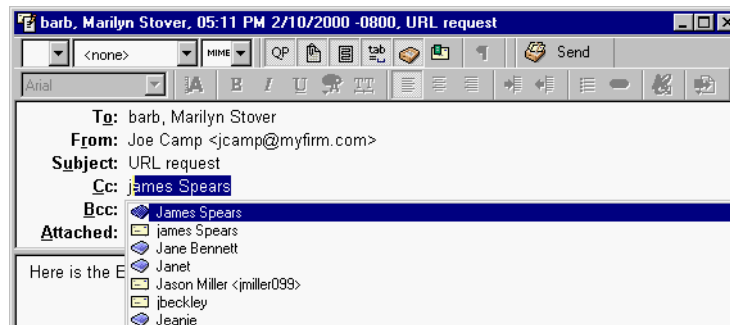 barb, Marilyn Stover, 05:11 PM 2/10/2000 -0800, URL request
<none> MIME QP tab Send
Arial A B I U TT
To: barb, Marilyn Stover
From: Joe Camp <jcamp@myfirm.com>
Subject: URL request
Cc: james Spears
Bcc:
Attached:
James Spears
james Spears
Jane Bennett
Janet
Jason Miller <jmiller099>
jbeckley
Jeanie
Here is the E